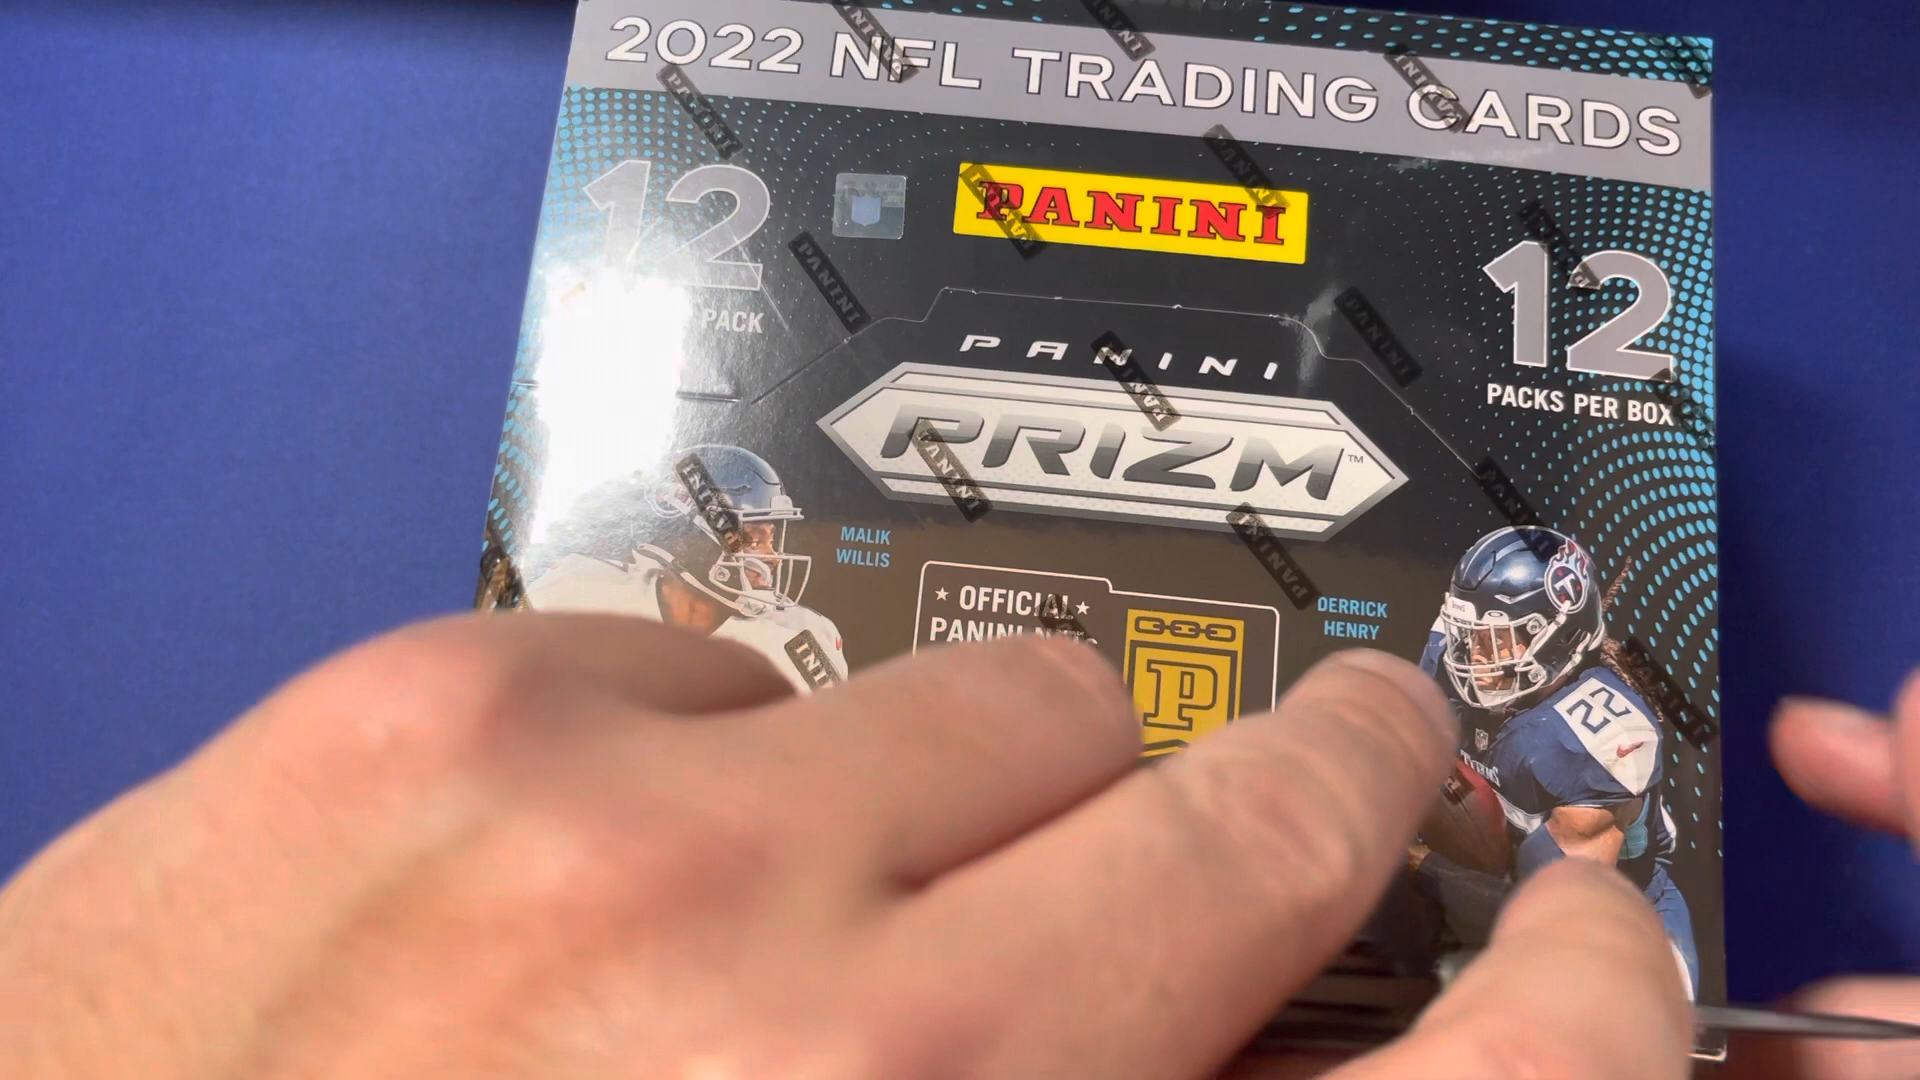 2022 NFL TRADING CARDS
12
PACK
PANINI
12
PACKS PER BOX
PANINI
PRIZM™
MALIK
WILLIS
DERRICK
HENRY
★ OFFICIAL ★
PANINI
P
22